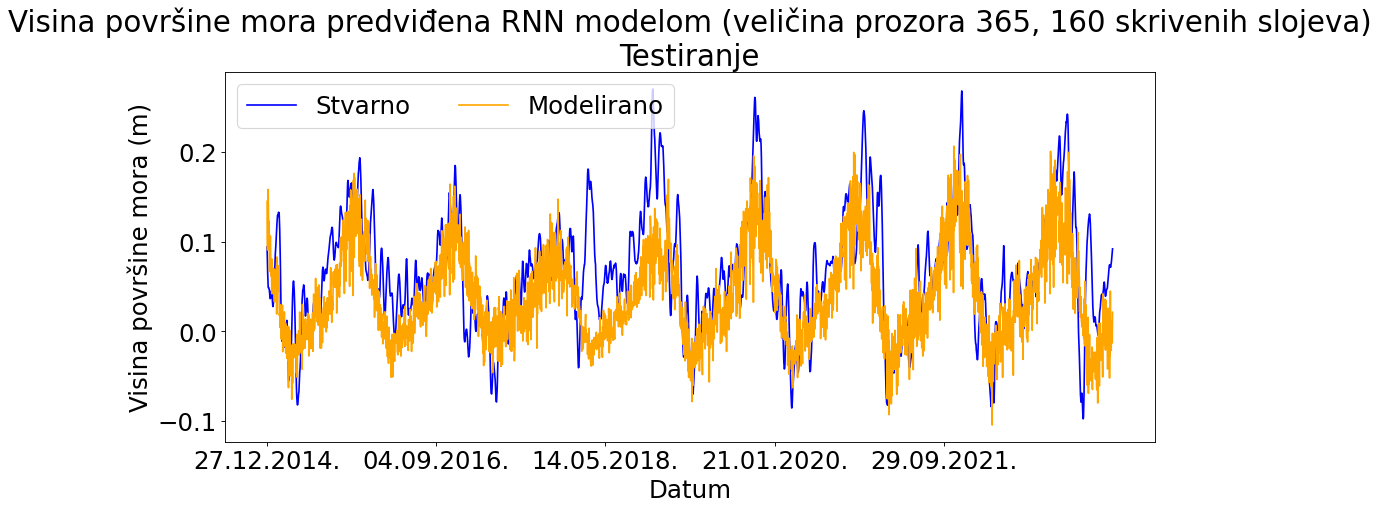 Visina površine mora predviđena RNN modelom (veličina prozora 365, 160 skrivenih slojeva)
Testiranje
Stvarno Modelirano
Visina površine mora (m)
0.2
0.1
0.0
−0.1
27.12.2014. 04.09.2016. 14.05.2018. 21.01.2020. 29.09.2021.
Datum